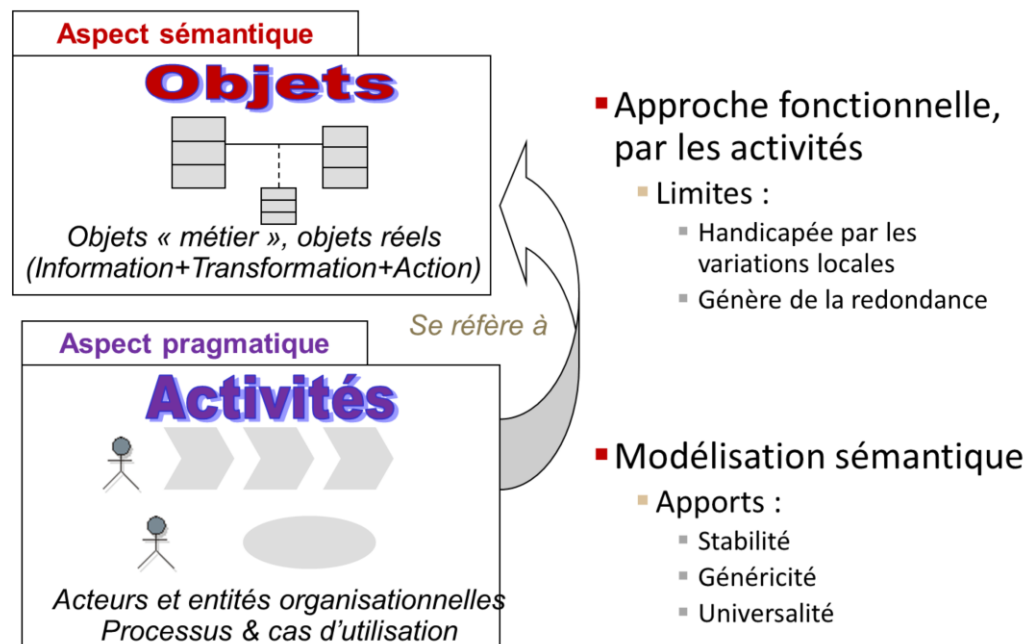 Aspect sémantique
Objets
Objets « métier », objets réels
(Information+Transformation+Action)
Se réfère à
Aspect pragmatique
Activités
Acteurs et entités organisationnelles
Processus & cas d’utilisation
Approche fonctionnelle,
par les activités
Limites :
Handicapée par les
variations locales
Génère de la redondance
Modélisation sémantique
Apports :
Stabilité
Généricité
Universalité